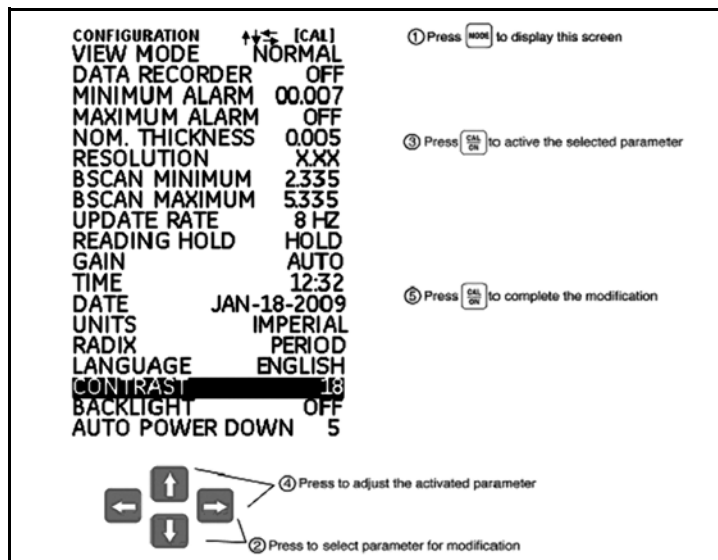 CONFIGURATION [CAL]
VIEW MODE NORMAL
DATA RECORDER OFF
MINIMUM ALARM 00.007
MAXIMUM ALARM OFF
NOM. THICKNESS 0.005
RESOLUTION X.XX
BSCAN MINIMUM 2.335
BSCAN MAXIMUM 5.335
UPDATE RATE 8 HZ
READING HOLD HOLD
GAIN AUTO
TIME 12:32
DATE JAN-18-2009
UNITS IMPERIAL
RADIX PERIOD
LANGUAGE ENGLISH
CONTRAST 18
BACKLIGHT OFF
AUTO POWER DOWN 5
① Press MODE to display this screen
③ Press CAL ON to active the selected parameter
⑤ Press CAL ON to complete the modification
④ Press to adjust the activated parameter
② Press to select parameter for modification